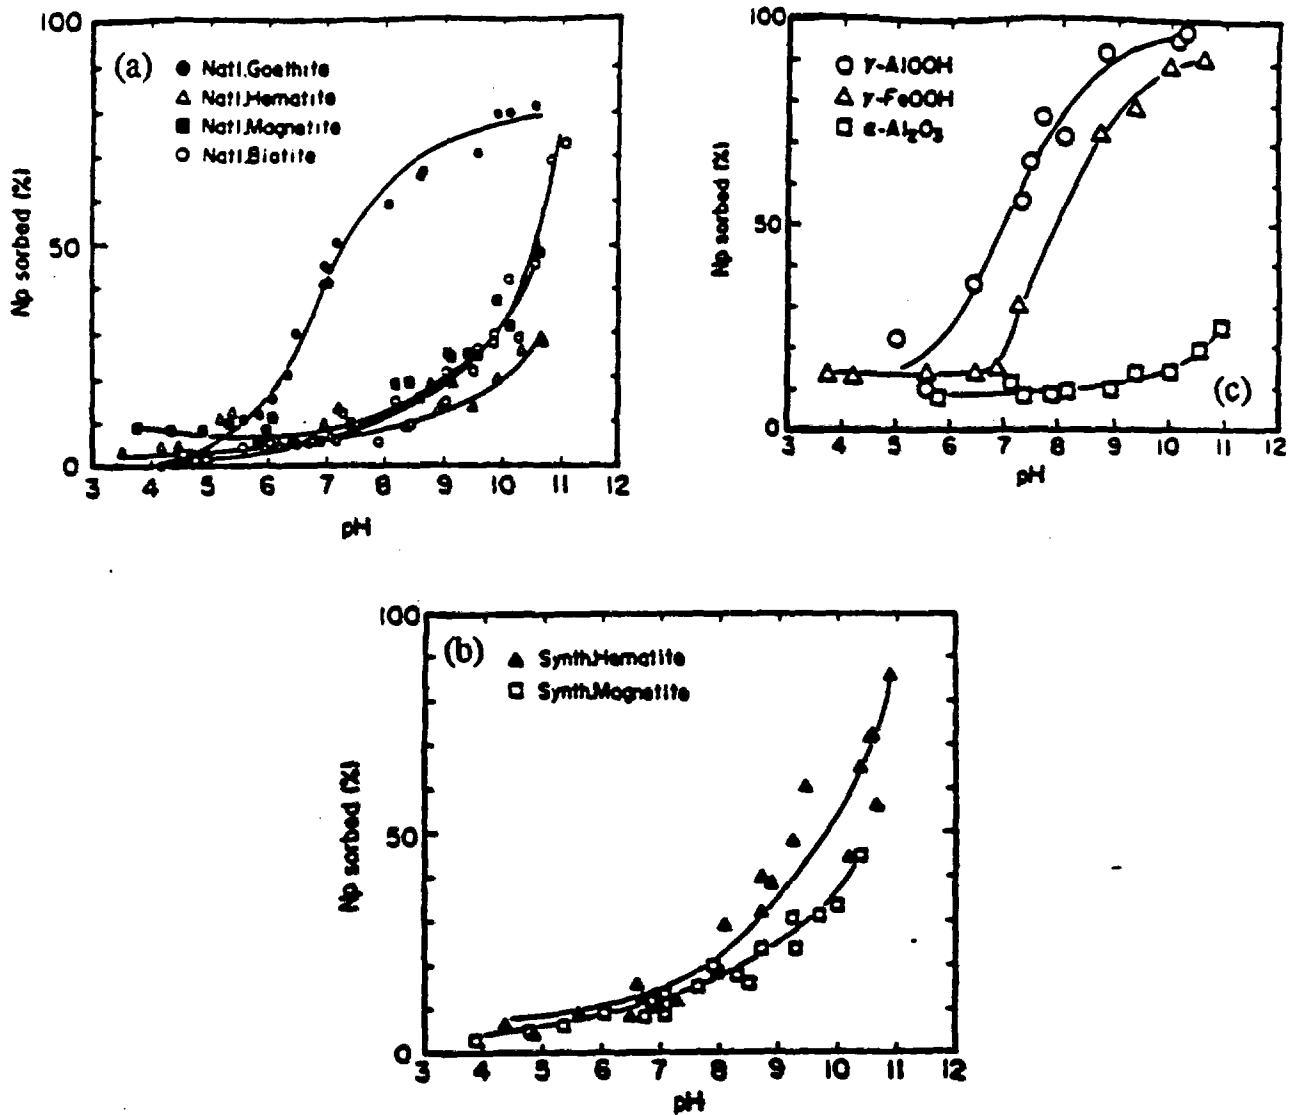 100
(a)
● Natl.Goethite
△ Natl.Hematite
■ Natl.Magnetite
○ Natl.Biotite
Np sorbed (%)
50
0
3 4 5 6 7 8 9 10 11 12
pH
100
○ γ-AlOOH
△ γ-FeOOH
□ α-Al₂O₃
Np sorbed (%)
50
(c)
0
3 4 5 6 7 8 9 10 11 12
pH
100
(b)
▲ Synth.Hematite
□ Synth.Magnetite
Np sorbed (%)
50
0
3 4 5 6 7 8 9 10 11 12
pH